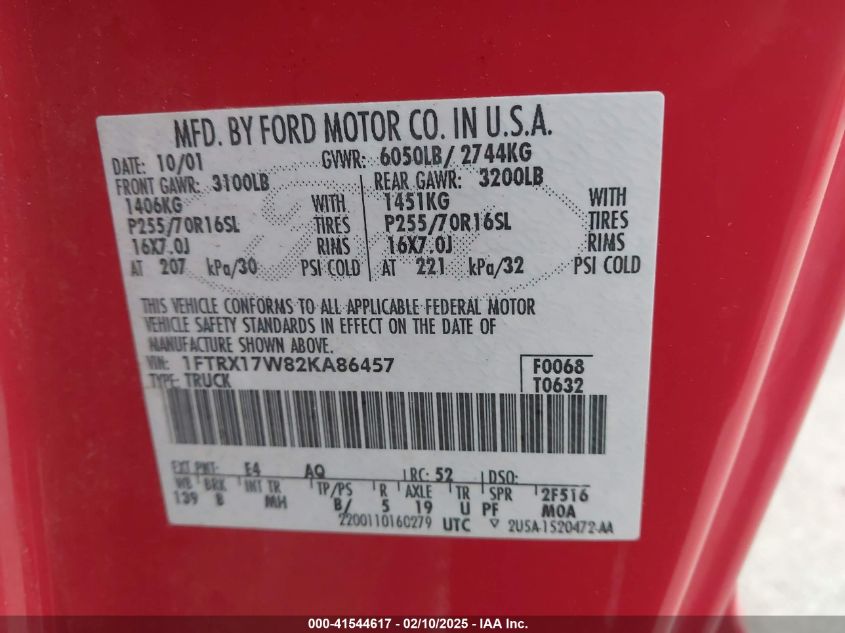 MFD. BY FORD MOTOR CO. IN U.S.A.
DATE: 10/01 GVWR: 6050LB/ 2744KG
FRONT GAWR: 3100LB REAR GAWR: 3200LB
1406KG WITH 1451KG WITH
P255/70R16SL TIRES P255/70R16SL TIRES
16X7.0J RIMS 16X7.0J RIMS
AT 207 kPa/30 PSI COLD AT 221 kPa/32 PSI COLD
THIS VEHICLE CONFORMS TO ALL APPLICABLE FEDERAL MOTOR
VEHICLE SAFETY STANDARDS IN EFFECT ON THE DATE OF
MANUFACTURE SHOWN ABOVE.
VIN: 1FTRX17W82KA86457 F0068
TYPE: TRUCK T0632
EXT PNT: E4 AQ RC: 52 DSO:
WB BRK INT TR TP/PS R AXLE TR SPR 2F516
139 B MH B/ 5 19 U PF MOA
2200110160279 UTC ▽ 2U5A-1520472-AA
000-41544617 - 02/10/2025 - IAA Inc.